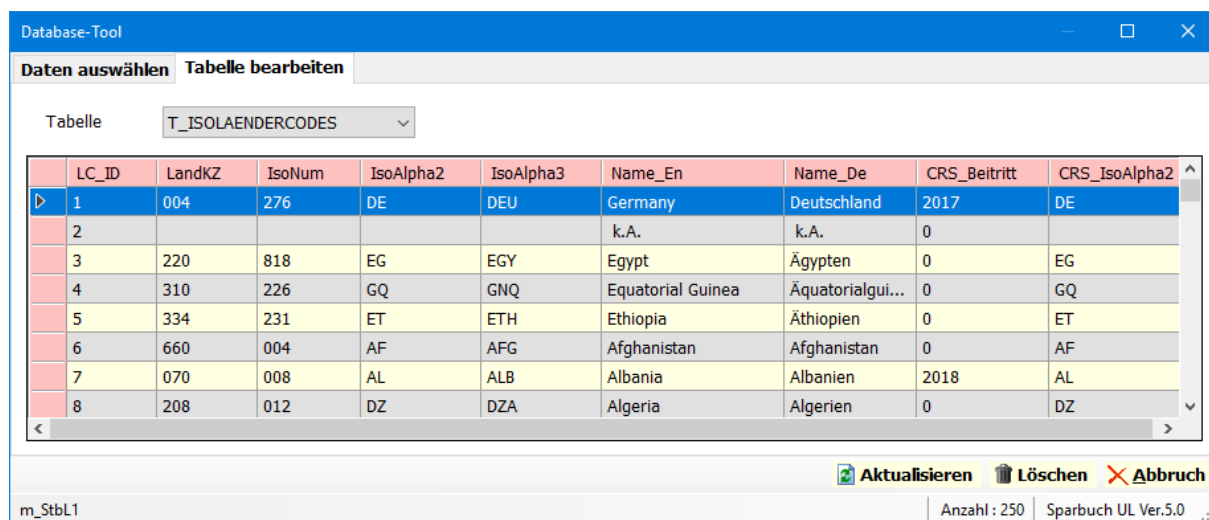 Database-Tool
Daten auswählen Tabelle bearbeiten
Tabelle T_ISOLAENDERCODES
LC_ID LandKZ IsoNum IsoAlpha2 IsoAlpha3 Name_En Name_De CRS_Beitritt CRS_IsoAlpha2
1 004 276 DE DEU Germany Deutschland 2017 DE
2 k.A. k.A. 0
3 220 818 EG EGY Egypt Ägypten 0 EG
4 310 226 GQ GNQ Equatorial Guinea Äquatorialgui... 0 GQ
5 334 231 ET ETH Ethiopia Äthiopien 0 ET
6 660 004 AF AFG Afghanistan Afghanistan 0 AF
7 070 008 AL ALB Albania Albanien 2018 AL
8 208 012 DZ DZA Algeria Algerien 0 DZ
Aktualisieren Löschen Abbruch
m_StbL1 Anzahl : 250 Sparbuch UL Ver.5.0